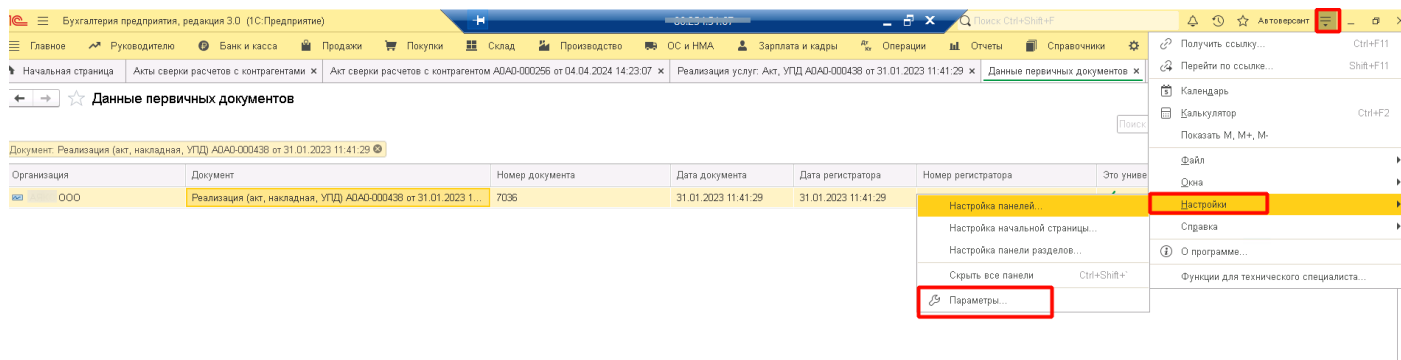 Бухгалтерия предприятия, редакция 3.0 (1С:Предприятие)
Поиск Ctrl+Shift+F
Автоверсант
Главное Руководителю Банк и касса Продажи Покупки Склад Производство ОС и НМА Зарплата и кадры Операции Отчеты Справочники
Начальная страница Акты сверки расчетов с контрагентами × Акт сверки расчетов с контрагентом А0А0-000256 от 04.04.2024 14:23:07 × Реализация услуг: Акт, УПД А0А0-000438 от 31.01.2023 11:41:29 × Данные первичных документов ×
Данные первичных документов
Поиск
Документ: Реализация (акт, накладная, УПД) А0А0-000438 от 31.01.2023 11:41:29
Организация Документ Номер документа Дата документа Дата регистратора Номер регистратора Это униве
ООО Реализация (акт, накладная, УПД) А0А0-000438 от 31.01.2023 1... 7036 31.01.2023 11:41:29 31.01.2023 11:41:29
Получить ссылку... Ctrl+F11
Перейти по ссылке... Shift+F11
Календарь
Калькулятор Ctrl+F2
Показать М, М+, М-
Файл
Окна
Настройки
Справка
О программе...
Функции для технического специалиста...
Настройка панелей...
Настройка начальной страницы...
Настройка панели разделов...
Скрыть все панели Ctrl+Shift+`
Параметры...